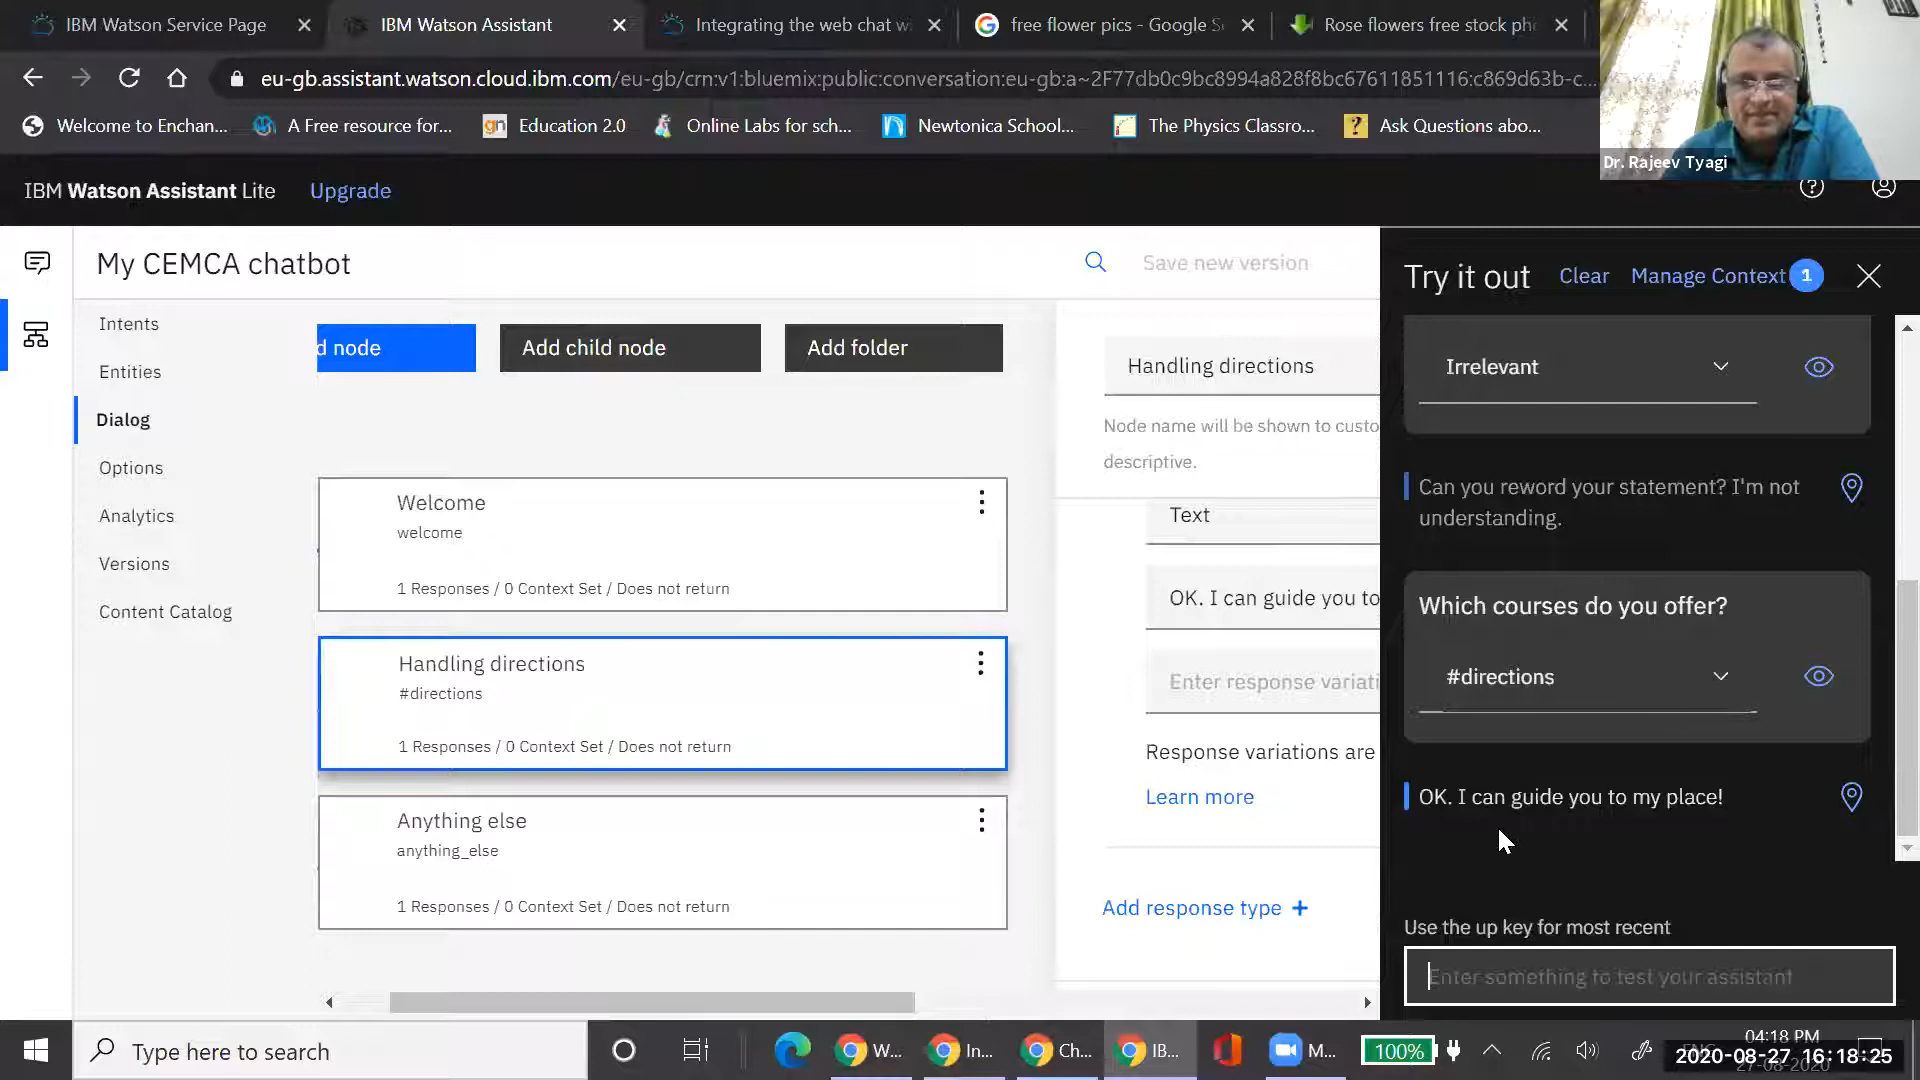 IBM Watson Service Page
IBM Watson Assistant
Integrating the web chat wi
free flower pics - Google S
Rose flowers free stock pho
eu-gb.assistant.watson.cloud.ibm.com/eu-gb/crn:v1:bluemix:public:conversation:eu-gb:a~2F77db0c9bc8994a828f8bc67611851116:c869d63b-c...
Welcome to Enchan...
A Free resource for...
gn Education 2.0
Online Labs for sch...
Newtonica School...
The Physics Classro...
? Ask Questions abo...
Dr. Rajeev Tyagi
IBM Watson Assistant Lite
Upgrade
My CEMCA chatbot
Save new version
Try it out
Clear
Manage Context 1
Intents
Entities
Dialog
Options
Analytics
Versions
Content Catalog
d node
Add child node
Add folder
Welcome
welcome
1 Responses / 0 Context Set / Does not return
Handling directions
#directions
1 Responses / 0 Context Set / Does not return
Anything else
anything_else
1 Responses / 0 Context Set / Does not return
Handling directions
Node name will be shown to custo
descriptive.
Text
OK. I can guide you to
Enter response variati
Response variations are
Learn more
Add response type +
Irrelevant
Can you reword your statement? I'm not
understanding.
Which courses do you offer?
#directions
OK. I can guide you to my place!
Use the up key for most recent
Enter something to test your assistant
Type here to search
W...
In...
Ch...
IB...
M...
100%
04:18 PM
2020-08-27 16:18:25
27-08-2020